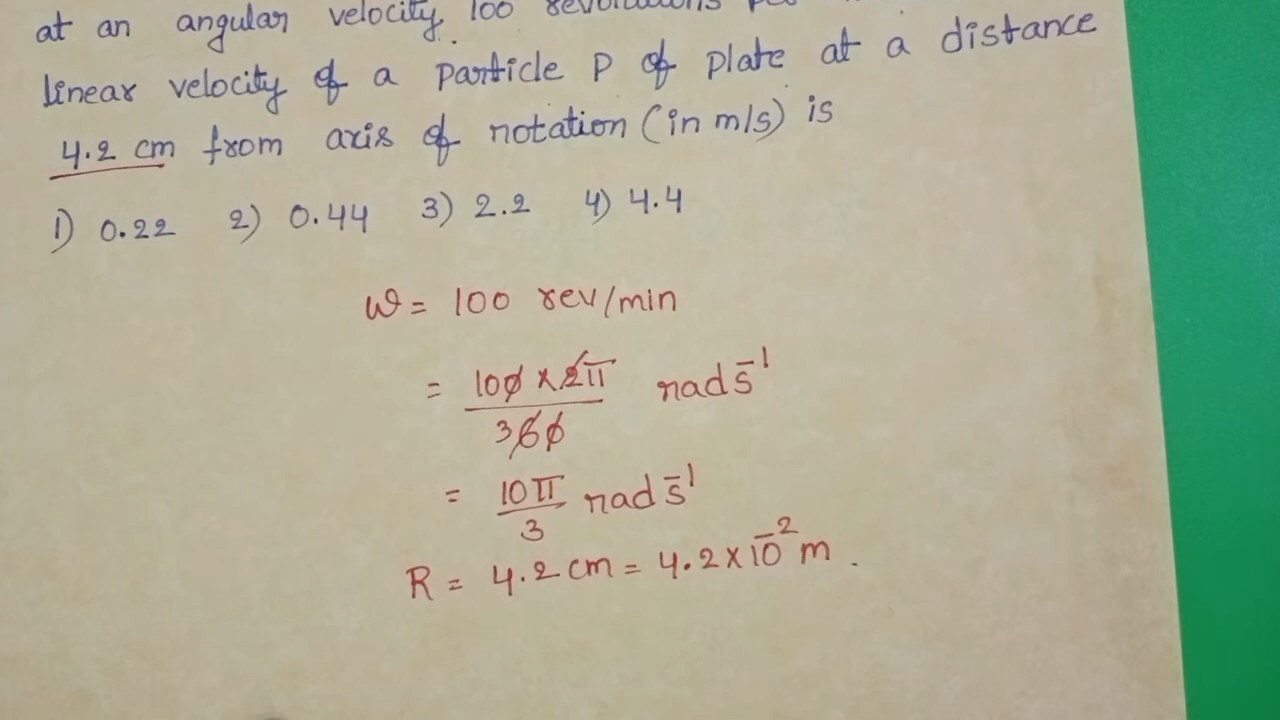 at an angular velocity 100 revolutions per
linear velocity of a particle P of plate at a distance
4.2 cm from axis of rotation (in m/s) is
1) 0.22 2) 0.44 3) 2.2 4) 4.4
ω = 100 rev/min
= 100 × 2π / 360 rad s⁻¹
= 10π / 3 rad s⁻¹
R = 4.2 cm = 4.2 × 10⁻² m.